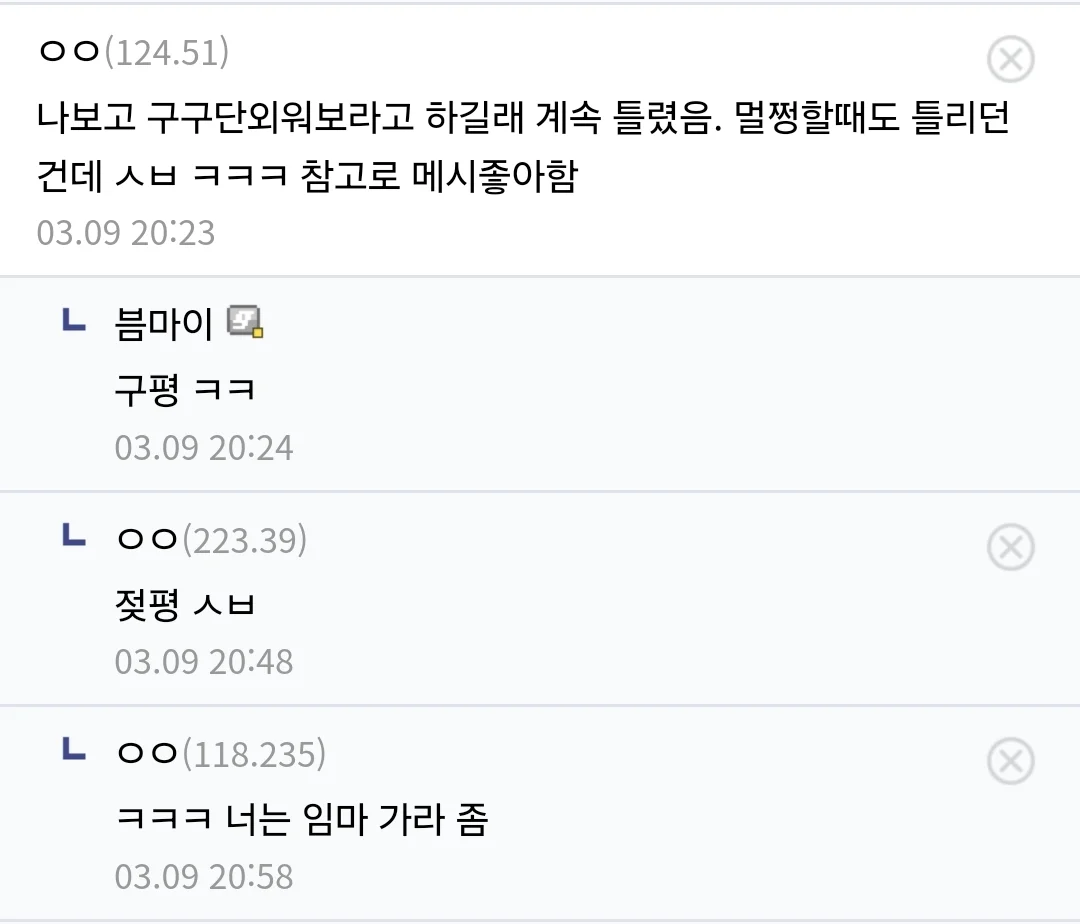 ㅇㅇ(124.51)
나보고 구구단외워보라고 하길래 계속 틀렸음. 멀쩡할때도 틀리던
건데 ㅅㅂ ㅋㅋㅋ 참고로 메시좋아함
03.09 20:23
븜마이
구평 ㅋㅋ
03.09 20:24
ㅇㅇ(223.39)
젖평 ㅅㅂ
03.09 20:48
ㅇㅇ(118.235)
ㅋㅋㅋ 너는 임마 가라 좀
03.09 20:58